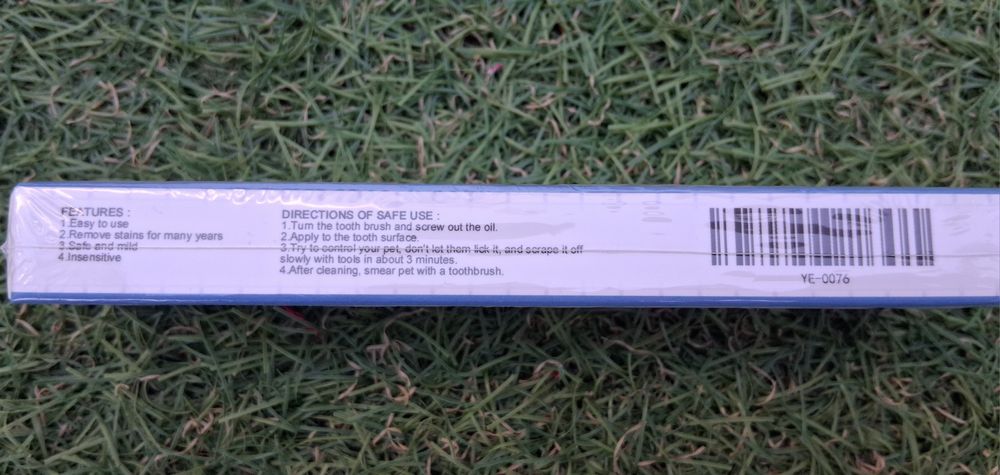 FEATURES :
1.Easy to use
2.Remove stains for many years
3.Safe and mild
4.Insensitive
DIRECTIONS OF SAFE USE :
1.Turn the tooth brush and screw out the oil.
2.Apply to the tooth surface.
3.Try to control your pet, don't let them lick it, and scrape it off
slowly with tools in about 3 minutes.
4.After cleaning, smear pet with a toothbrush.
YE-0076